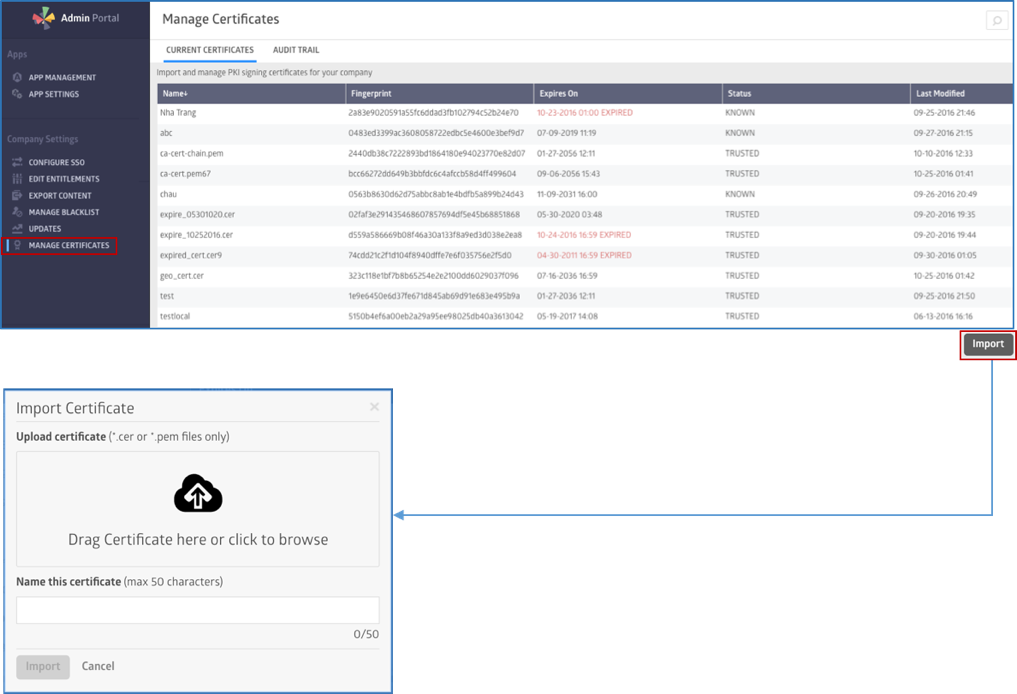 Admin Portal
Manage Certificates
Apps
APP MANAGEMENT
APP SETTINGS
Company Settings
CONFIGURE SSO
EDIT ENTITLEMENTS
EXPORT CONTENT
MANAGE BLACKLIST
UPDATES
MANAGE CERTIFICATES
CURRENT CERTIFICATES AUDIT TRAIL
Import and manage PKI signing certificates for your company
Name↓ Fingerprint Expires On Status Last Modified
Nha Trang 2a83e9020591a55fc6ddad3fb102794c52b24e70 10-23-2016 01:00 EXPIRED KNOWN 09-25-2016 21:46
abc 0483ed3399ac3608058722edbc5e4600e3bef9d7 07-09-2019 11:19 KNOWN 09-27-2016 21:15
ca-cert-chain.pem 2440db38c7222893bd1864180e94023770e82d07 01-27-2056 12:11 TRUSTED 10-10-2016 12:33
ca-cert.pem67 bcc66272dd649b3bbfdc6c4afccb58d4ff499604 09-06-2056 15:43 TRUSTED 10-25-2016 01:41
chau 0563b8630d62d75abbc8ab1e4bdfb5a899b24d43 11-09-2031 16:00 KNOWN 09-26-2016 20:49
expire_05301020.cer 02faf3e291435468607857694df5e45b68851868 05-30-2020 03:48 TRUSTED 09-20-2016 19:35
expire_10252016.cer d559a586669b08f46a30a133f8a9ed3d038e2ea8 10-24-2016 16:59 EXPIRED TRUSTED 09-20-2016 19:44
expired_cert.cer9 74cdd21c2f1d104f8940dffe7e6f035756e2f5d0 04-30-2011 16:59 EXPIRED TRUSTED 09-30-2016 01:05
geo_cert.cer 323c118e1bf7b8b65254e2e2100dd6029037f096 07-16-2036 16:59 TRUSTED 10-25-2016 01:42
test 1e9e6450e6d37fe671d845ab69d91e683e495b9a 01-27-2036 12:11 TRUSTED 09-25-2016 21:50
testlocal 5150b4ef6a00eb2a29a95ee98025db40a3613042 05-19-2017 14:08 TRUSTED 06-13-2016 16:16
Import
Import Certificate
Upload certificate (*.cer or *.pem files only)
Drag Certificate here or click to browse
Name this certificate (max 50 characters)
0/50
Import Cancel